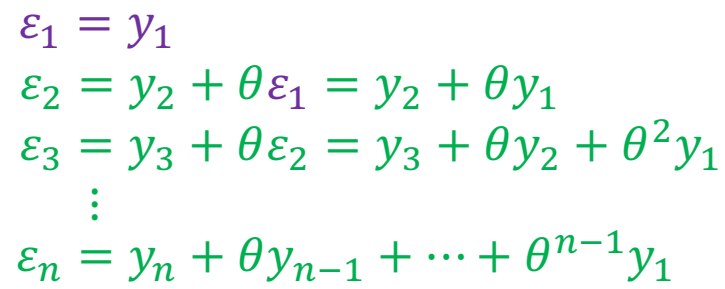 ε₁ = y₁
ε₂ = y₂ + θε₁ = y₂ + θy₁
ε₃ = y₃ + θε₂ = y₃ + θy₂ + θ²y₁
⋮
εₙ = yₙ + θyₙ₋₁ + ⋯ + θⁿ⁻¹y₁